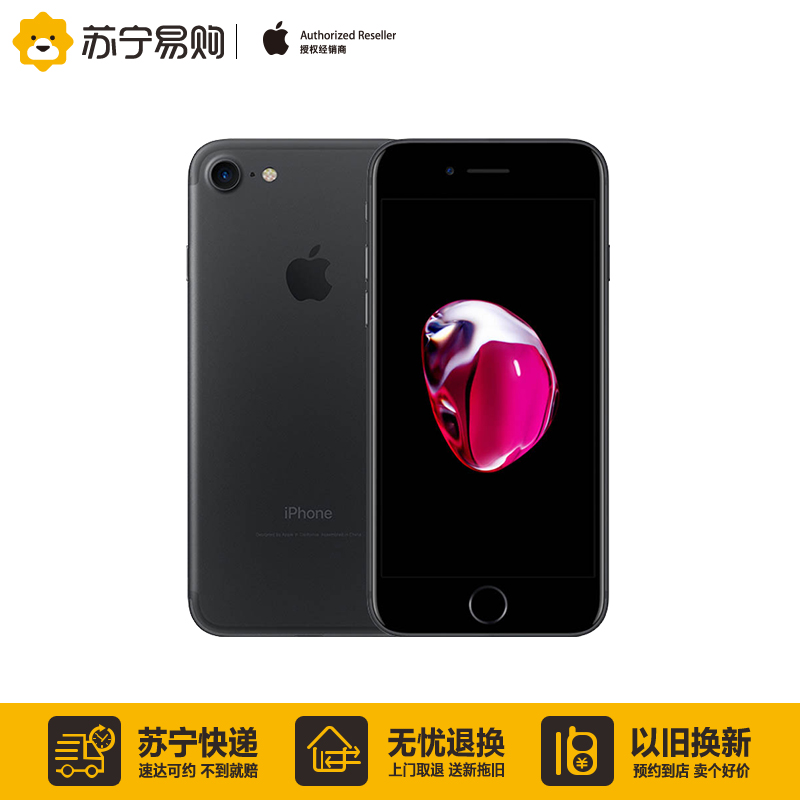 苏宁易购
Authorized Reseller
授权经销商
iPhone
苏宁快递
速达可约 不到就赔
无忧退换
上门取退 送新拖旧
以旧换新
预约到店 卖个好价